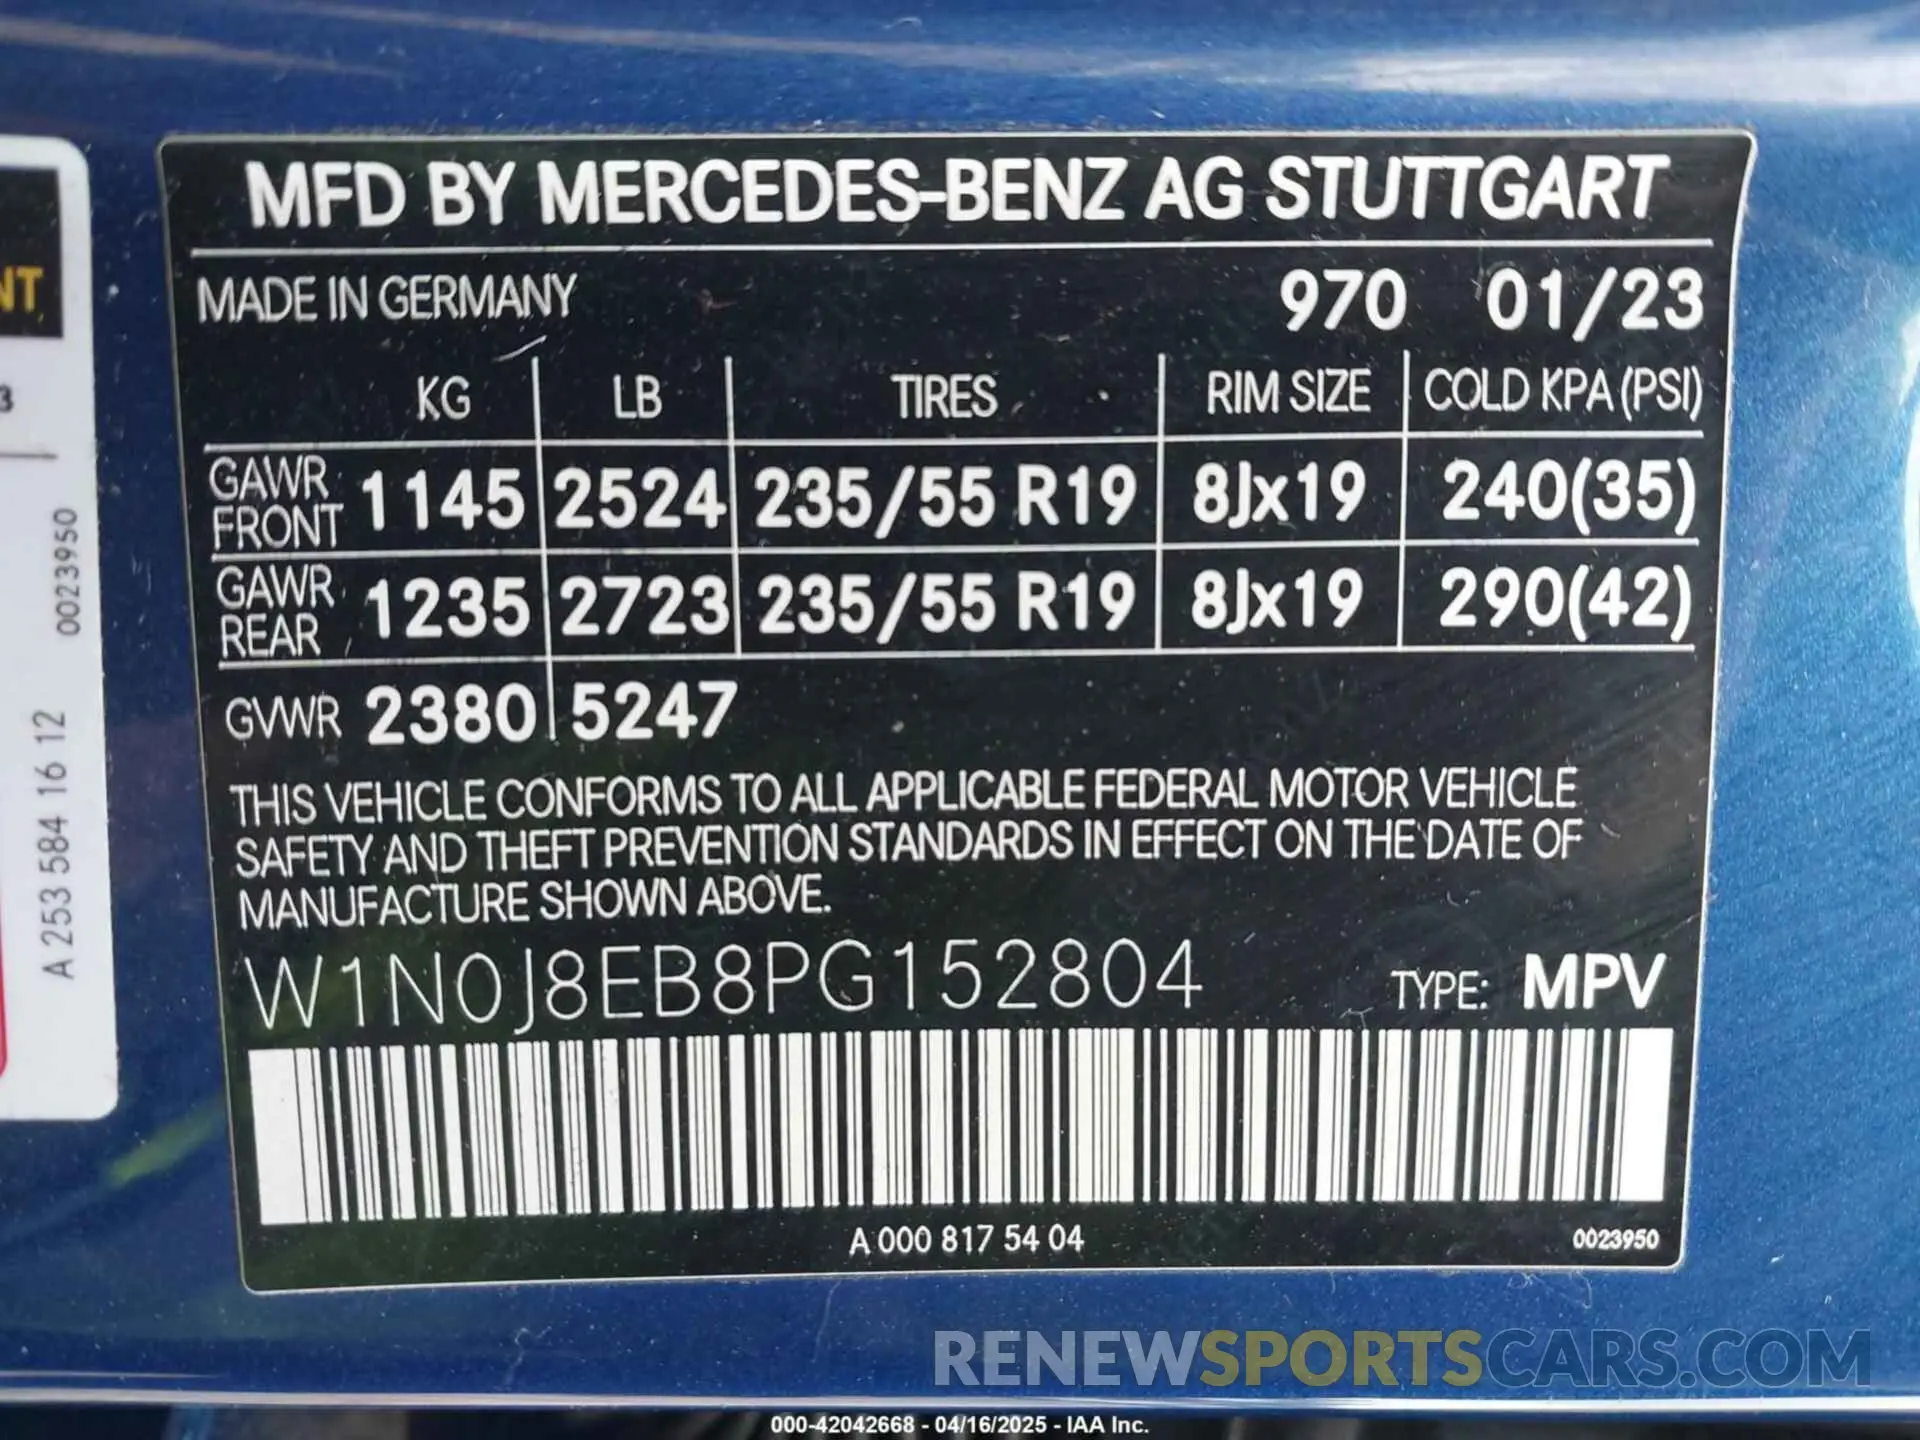 MFD BY MERCEDES-BENZ AG STUTTGART
MADE IN GERMANY 970 01/23
KG LB TIRES RIM SIZE COLD KPA (PSI)
GAWR FRONT 1145 2524 235/55 R19 8Jx19 240(35)
GAWR REAR 1235 2723 235/55 R19 8Jx19 290(42)
GVWR 2380 5247
THIS VEHICLE CONFORMS TO ALL APPLICABLE FEDERAL MOTOR VEHICLE
SAFETY AND THEFT PREVENTION STANDARDS IN EFFECT ON THE DATE OF
MANUFACTURE SHOWN ABOVE.
W1N0J8EB8PG152804 TYPE: MPV
A 000 817 54 04 0023950
NT
3
A 253 584 16 12 0023950
RENEWSPORTSCARS.COM
000-42042668 - 04/16/2025 - IAA Inc.